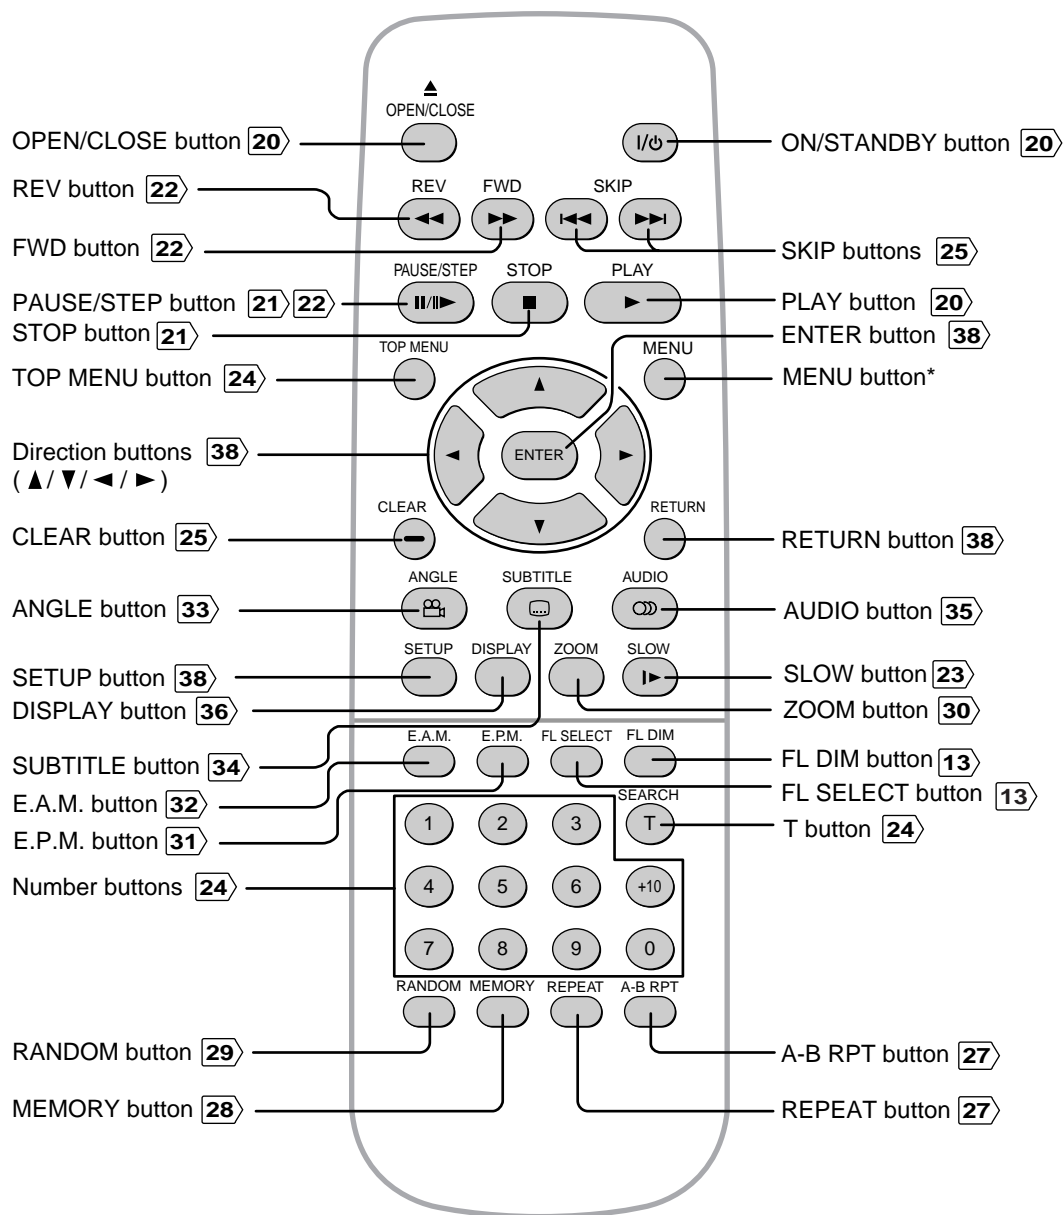 OPEN/CLOSE
OPEN/CLOSE button 20
I/
ON/STANDBY button 20
REV FWD SKIP
REV button 22
FWD button 22
SKIP buttons 25
PAUSE/STEP STOP PLAY
PAUSE/STEP button 21 22
PLAY button 20
STOP button 21
ENTER button 38
TOP MENU MENU
TOP MENU button 24
MENU button*
Direction buttons 38
( ▲/▼/◄/► )
ENTER
CLEAR RETURN
CLEAR button 25
RETURN button 38
ANGLE SUBTITLE AUDIO
ANGLE button 33
AUDIO button 35
SETUP DISPLAY ZOOM SLOW
SETUP button 38
SLOW button 23
DISPLAY button 36
ZOOM button 30
E.A.M. E.P.M. FL SELECT FL DIM
SUBTITLE button 34
FL DIM button 13
E.A.M. button 32
FL SELECT button 13
SEARCH
E.P.M. button 31
1 2 3 T
T button 24
Number buttons 24
4 5 6 +10
7 8 9 0
RANDOM MEMORY REPEAT A-B RPT
RANDOM button 29
A-B RPT button 27
MEMORY button 28
REPEAT button 27